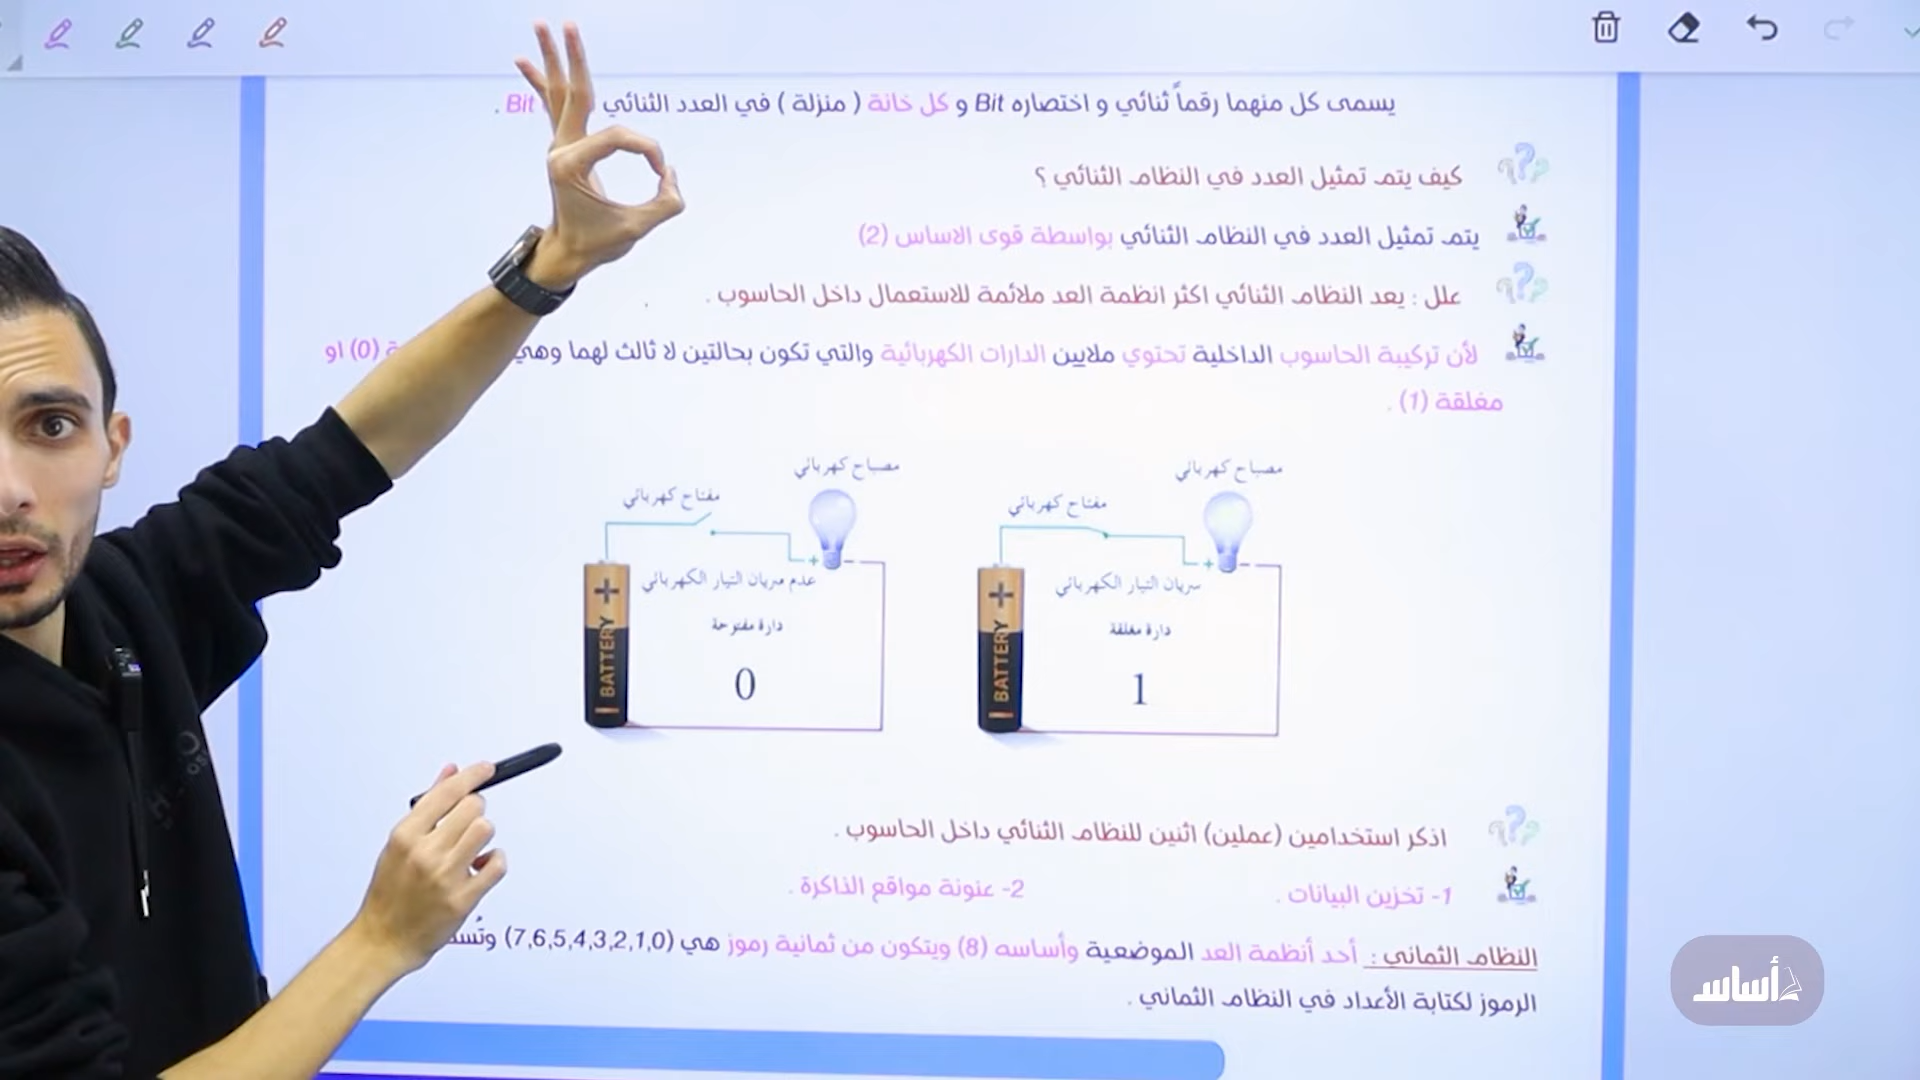 يسمى كل منهما رقماً ثنائي و اختصاره Bit و كل خانة ( منزلة ) في العدد الثنائي Bit .
كيف يتم تمثيل العدد في النظام الثنائي ؟
يتم تمثيل العدد في النظام الثنائي بواسطة قوى الاساس (2)
علل : يعد النظام الثنائي اكثر انظمة العد ملائمة للاستعمال داخل الحاسوب .
لأن تركيبة الحاسوب الداخلية تحتوي ملايين الدارات الكهربائية والتي تكون بحالتين لا ثالث لهما وهي (0) او
مغلقة (1) .
مصباح كهربائي
مفتاح كهربائي
سريان التيار الكهربائي
دارة مغلقة
1
BATTERY
مصباح كهربائي
مفتاح كهربائي
عدم سريان التيار الكهربائي
دارة مفتوحة
0
BATTERY
اذكر استخدامين (عملين) اثنين للنظام الثنائي داخل الحاسوب .
1- تخزين البيانات . 2- عنونة مواقع الذاكرة .
النظام الثماني : أحد أنظمة العد الموضعية وأساسه (8) ويتكون من ثمانية رموز هي (7,6,5,4,3,2,1,0)
الرموز لكتابة الأعداد في النظام الثماني .
أساس